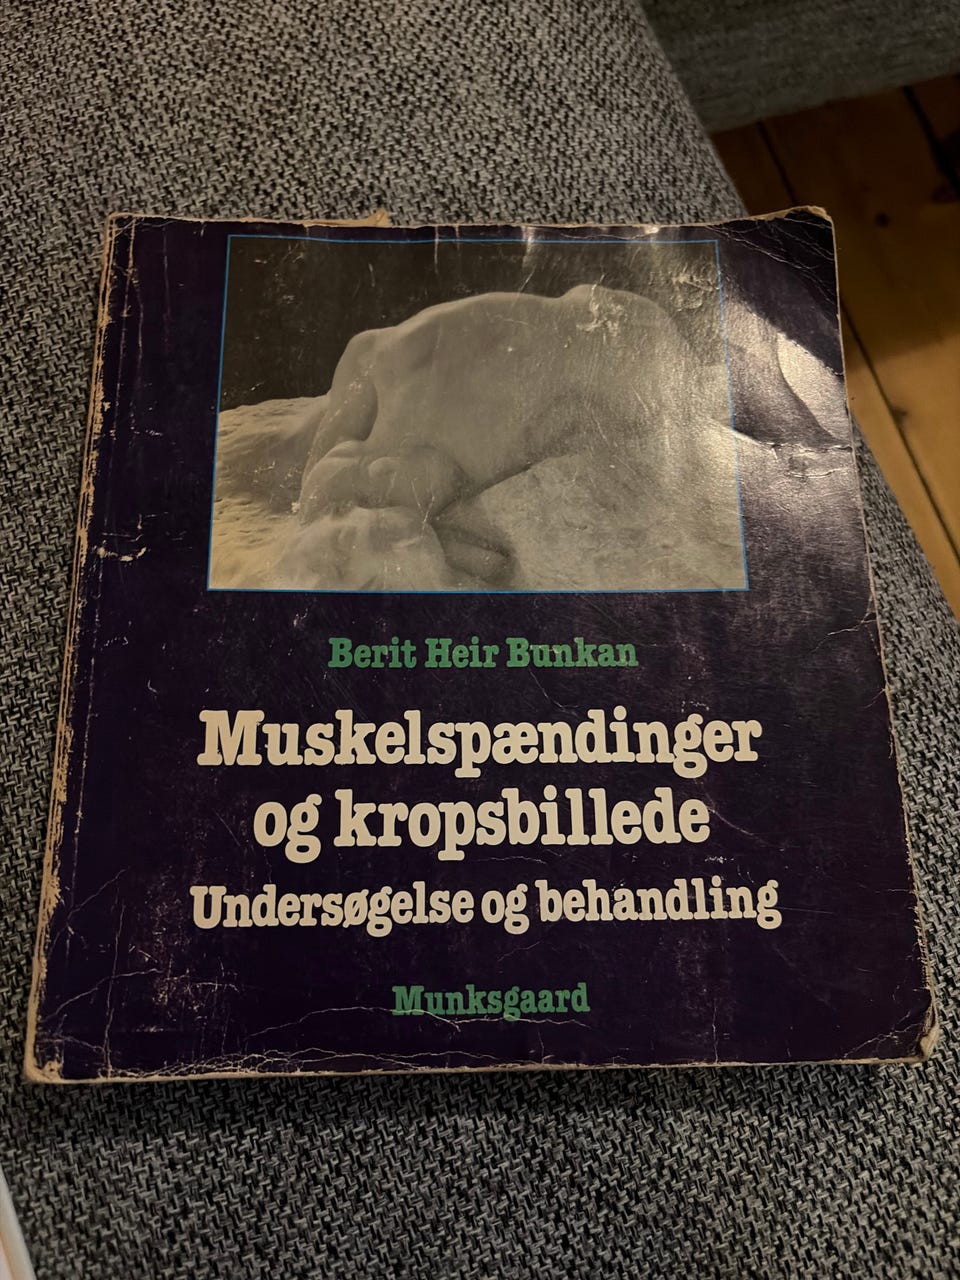 Berit Heir Bunkan
Muskelspændinger
og kropsbillede
Undersøgelse og behandling
Munksgaard